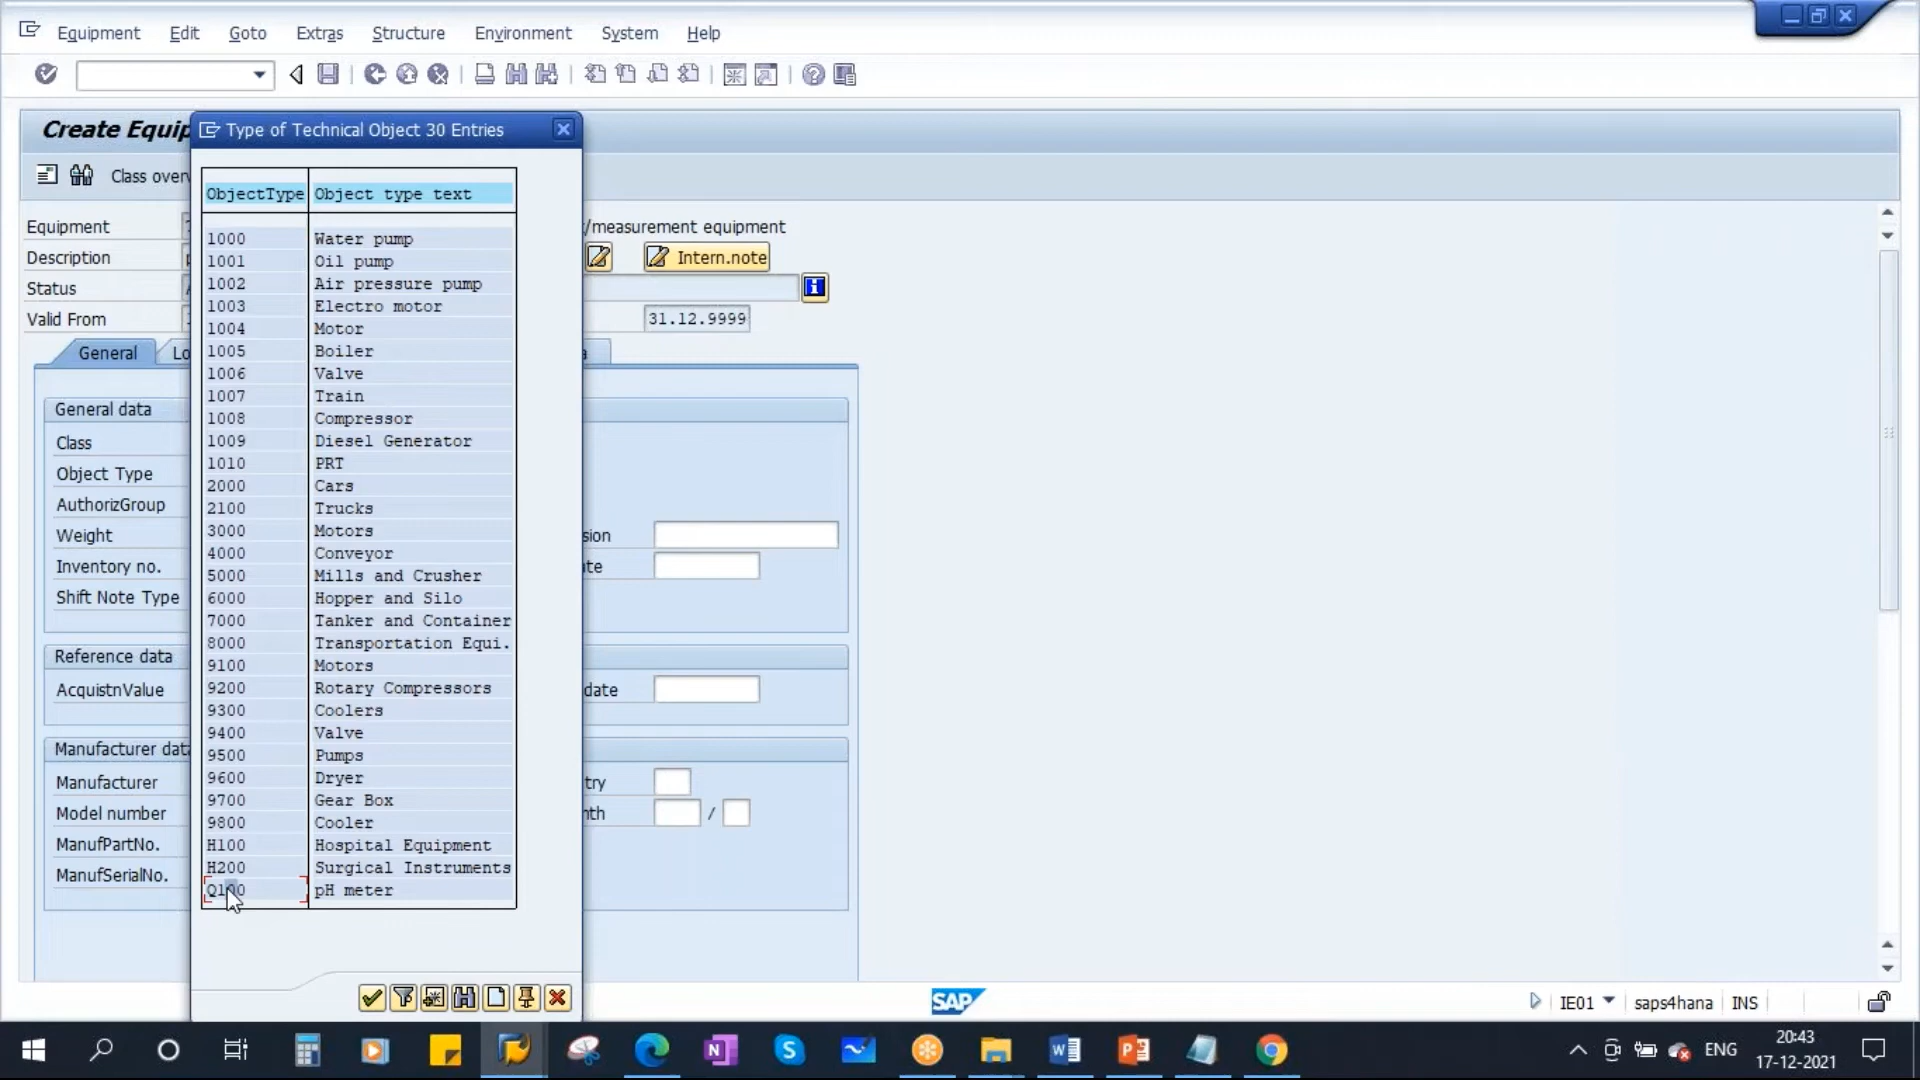 Equipment Edit Goto Extras Structure Environment System Help
Create Equip
Type of Technical Object 30 Entries
Class over
ObjectType Object type text
Equipment /measurement equipment
Description Intern.note
Status
Valid From 31.12.9999
General Lo
1000 Water pump
1001 Oil pump
1002 Air pressure pump
1003 Electro motor
1004 Motor
1005 Boiler
1006 Valve
1007 Train
1008 Compressor
1009 Diesel Generator
1010 PRT
2000 Cars
2100 Trucks
3000 Motors
4000 Conveyor
5000 Mills and Crusher
6000 Hopper and Silo
7000 Tanker and Container
8000 Transportation Equi.
9100 Motors
9200 Rotary Compressors
9300 Coolers
9400 Valve
9500 Pumps
9600 Dryer
9700 Gear Box
9800 Cooler
H100 Hospital Equipment
H200 Surgical Instruments
Q100 pH meter
General data
Class
Object Type
AuthorizGroup
Weight sion
Inventory no. te
Shift Note Type
Reference data
AcquistnValue date
Manufacturer data
Manufacturer try
Model number nth /
ManufPartNo.
ManufSerialNo.
SAP IE01 saps4hana INS
ENG
20:43
17-12-2021